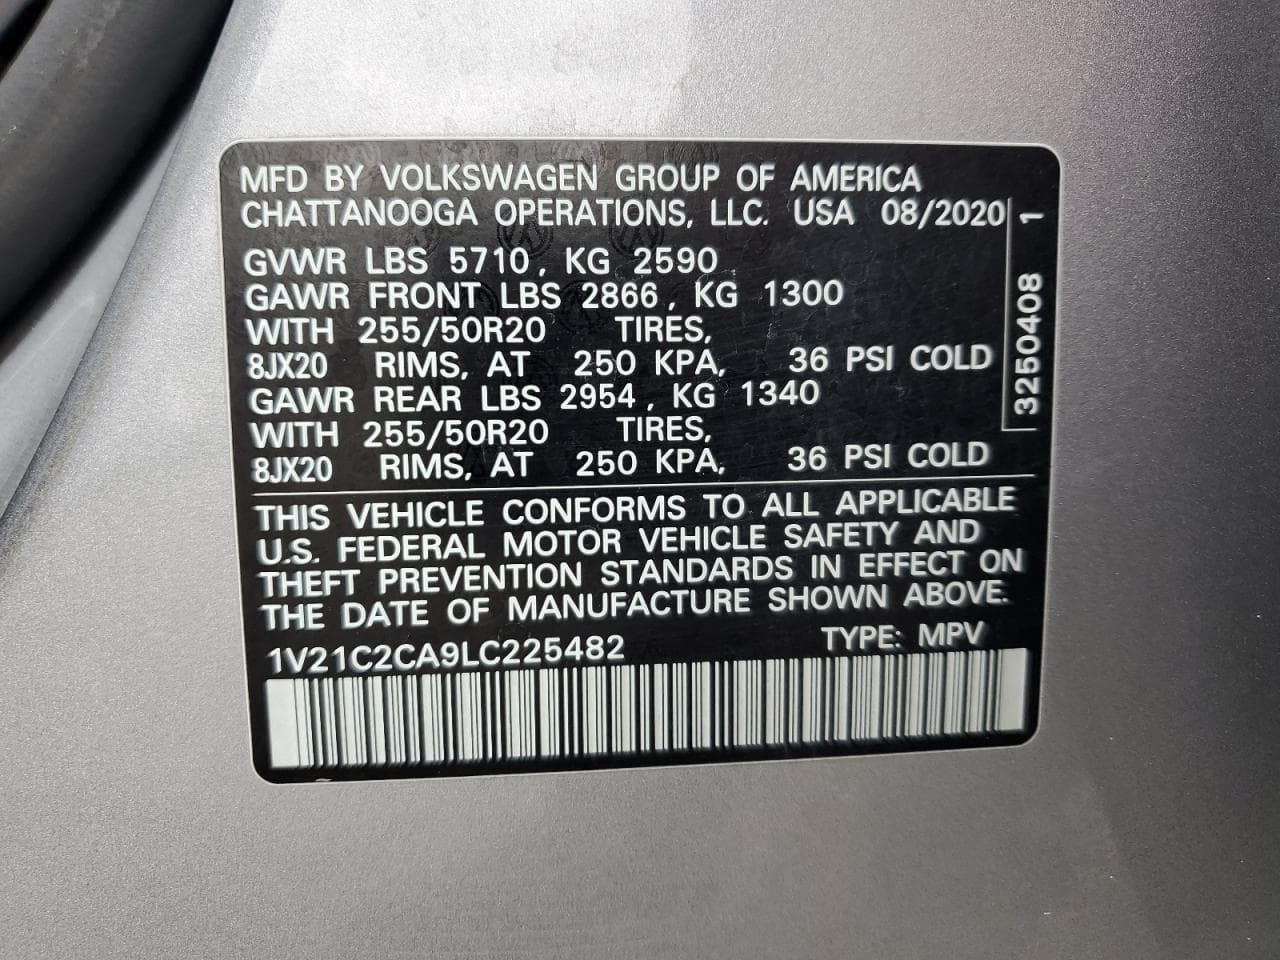 MFD BY VOLKSWAGEN GROUP OF AMERICA
CHATTANOOGA OPERATIONS, LLC. USA 08/2020
GVWR LBS 5710, KG 2590
GAWR FRONT LBS 2866, KG 1300
WITH 255/50R20 TIRES,
8JX20 RIMS, AT 250 KPA, 36 PSI COLD
GAWR REAR LBS 2954, KG 1340
WITH 255/50R20 TIRES,
8JX20 RIMS, AT 250 KPA, 36 PSI COLD
3250408 1
THIS VEHICLE CONFORMS TO ALL APPLICABLE
U.S. FEDERAL MOTOR VEHICLE SAFETY AND
THEFT PREVENTION STANDARDS IN EFFECT ON
THE DATE OF MANUFACTURE SHOWN ABOVE.
1V21C2CA9LC225482 TYPE: MPV